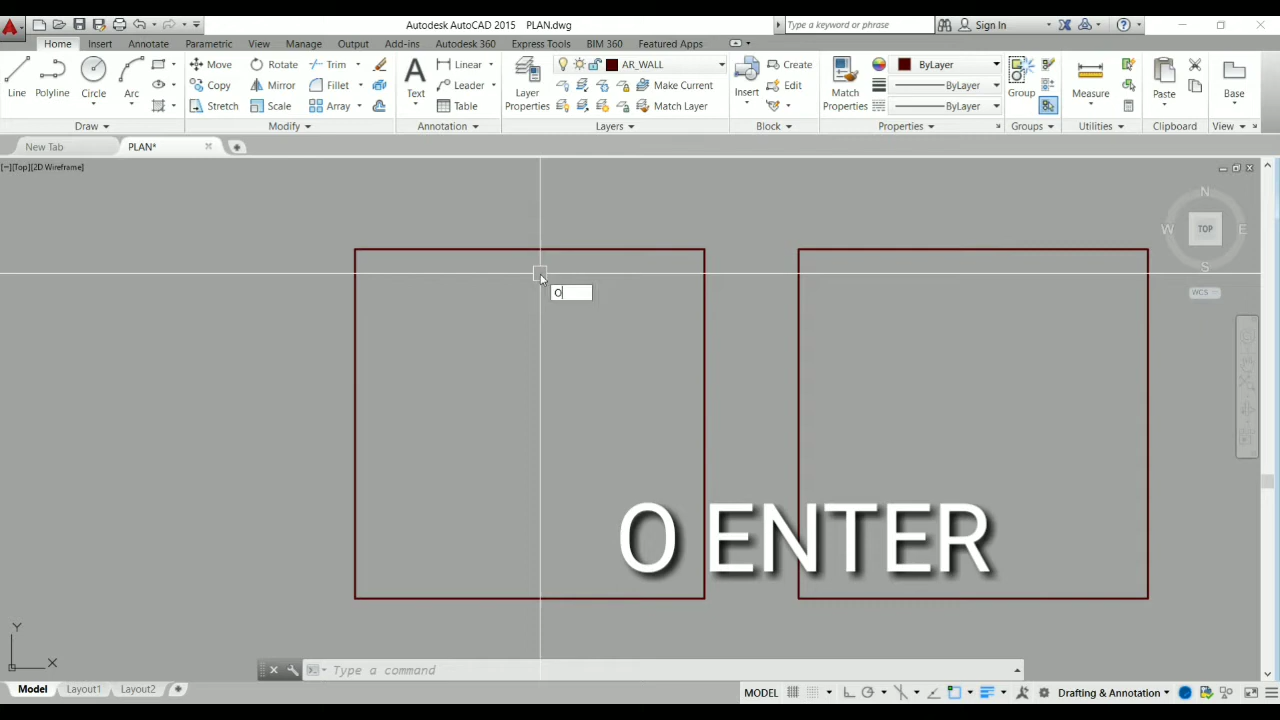 Autodesk AutoCAD 2015 PLAN.dwg
Type a keyword or phrase
Sign In
Home Insert Annotate Parametric View Manage Output Add-ins Autodesk 360 Express Tools BIM 360 Featured Apps
Line Polyline Circle Arc
Move Rotate Trim
Copy Mirror Fillet
Stretch Scale Array
Text
Linear
Leader
Table
Layer Properties
AR_WALL
Make Current
Match Layer
Insert
Create
Edit
Match Properties
ByLayer
ByLayer
ByLayer
Group
Measure
Paste
Base
Draw Modify Annotation Layers Block Properties Groups Utilities Clipboard View
New Tab PLAN*
[−][Top][2D Wireframe]
N
W TOP E
S
WCS
O
O ENTER
Y
X
Type a command
Model Layout1 Layout2
MODEL
Drafting & Annotation